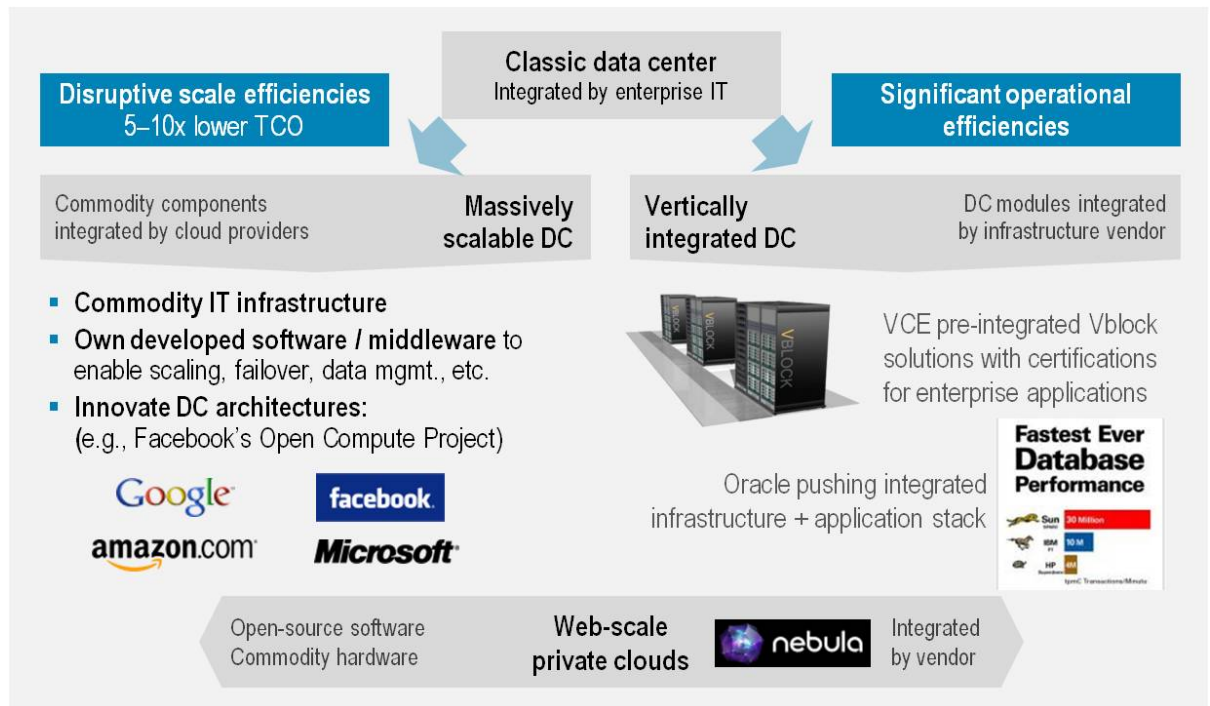 Classic data center
Integrated by enterprise IT
Disruptive scale efficiencies
5–10x lower TCO
Significant operational
efficiencies
Commodity components
integrated by cloud providers
Massively
scalable DC
Vertically
integrated DC
DC modules integrated
by infrastructure vendor
Commodity IT infrastructure
Own developed software / middleware to
enable scaling, failover, data mgmt., etc.
Innovate DC architectures:
(e.g., Facebook's Open Compute Project)
Google
facebook.
amazon.com
Microsoft
VBLOCK
VBLOCK
VBLOCK
VCE pre-integrated Vblock
solutions with certifications
for enterprise applications
Oracle pushing integrated
infrastructure + application stack
Fastest Ever
Database
Performance
Sun 30 Million
IBM 10 M
HP 4M
tpmC Transactions/Minute
Open-source software
Commodity hardware
Web-scale
private clouds
nebula
Integrated
by vendor